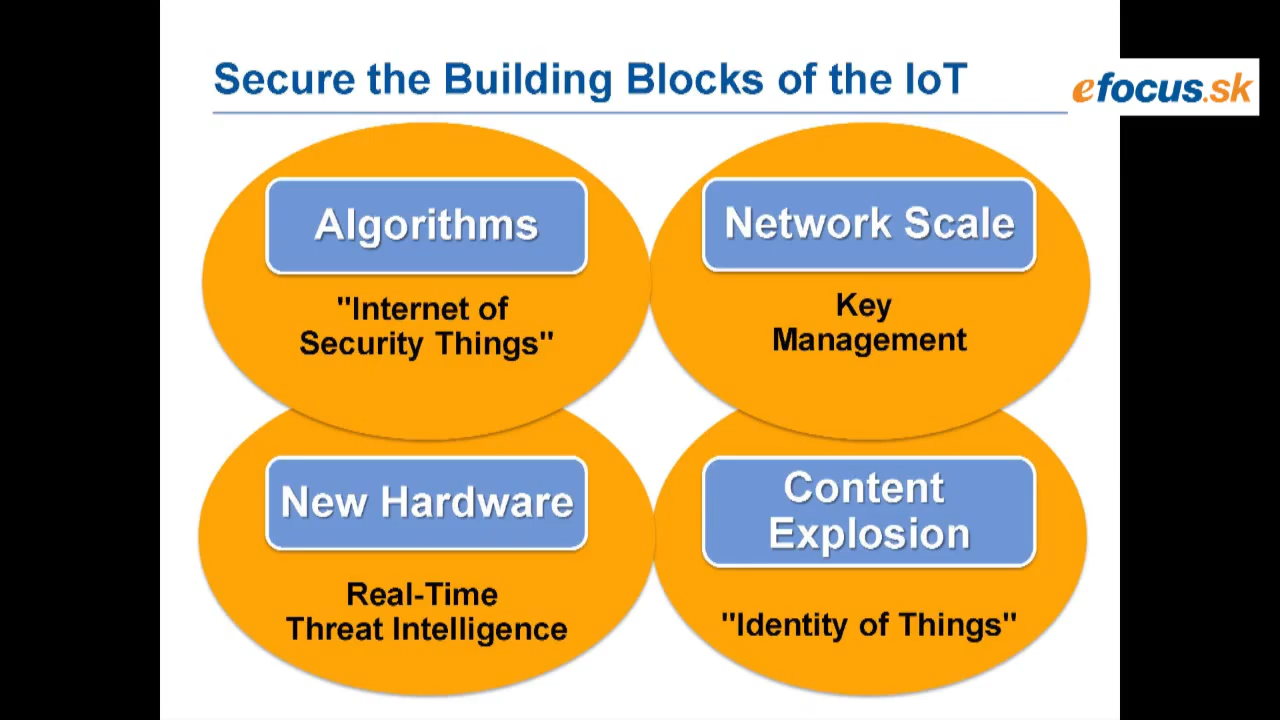 Secure the Building Blocks of the IoT
efocus.sk
Algorithms
"Internet of
Security Things"
Network Scale
Key
Management
New Hardware
Real-Time
Threat Intelligence
Content
Explosion
"Identity of Things"